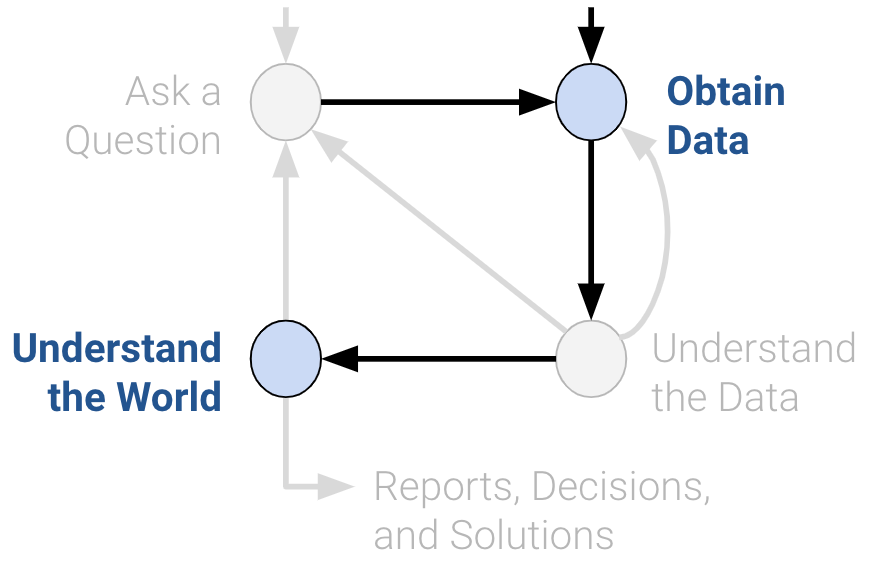 Ask a
Question
Obtain
Data
Understand
the World
Understand
the Data
Reports, Decisions,
and Solutions